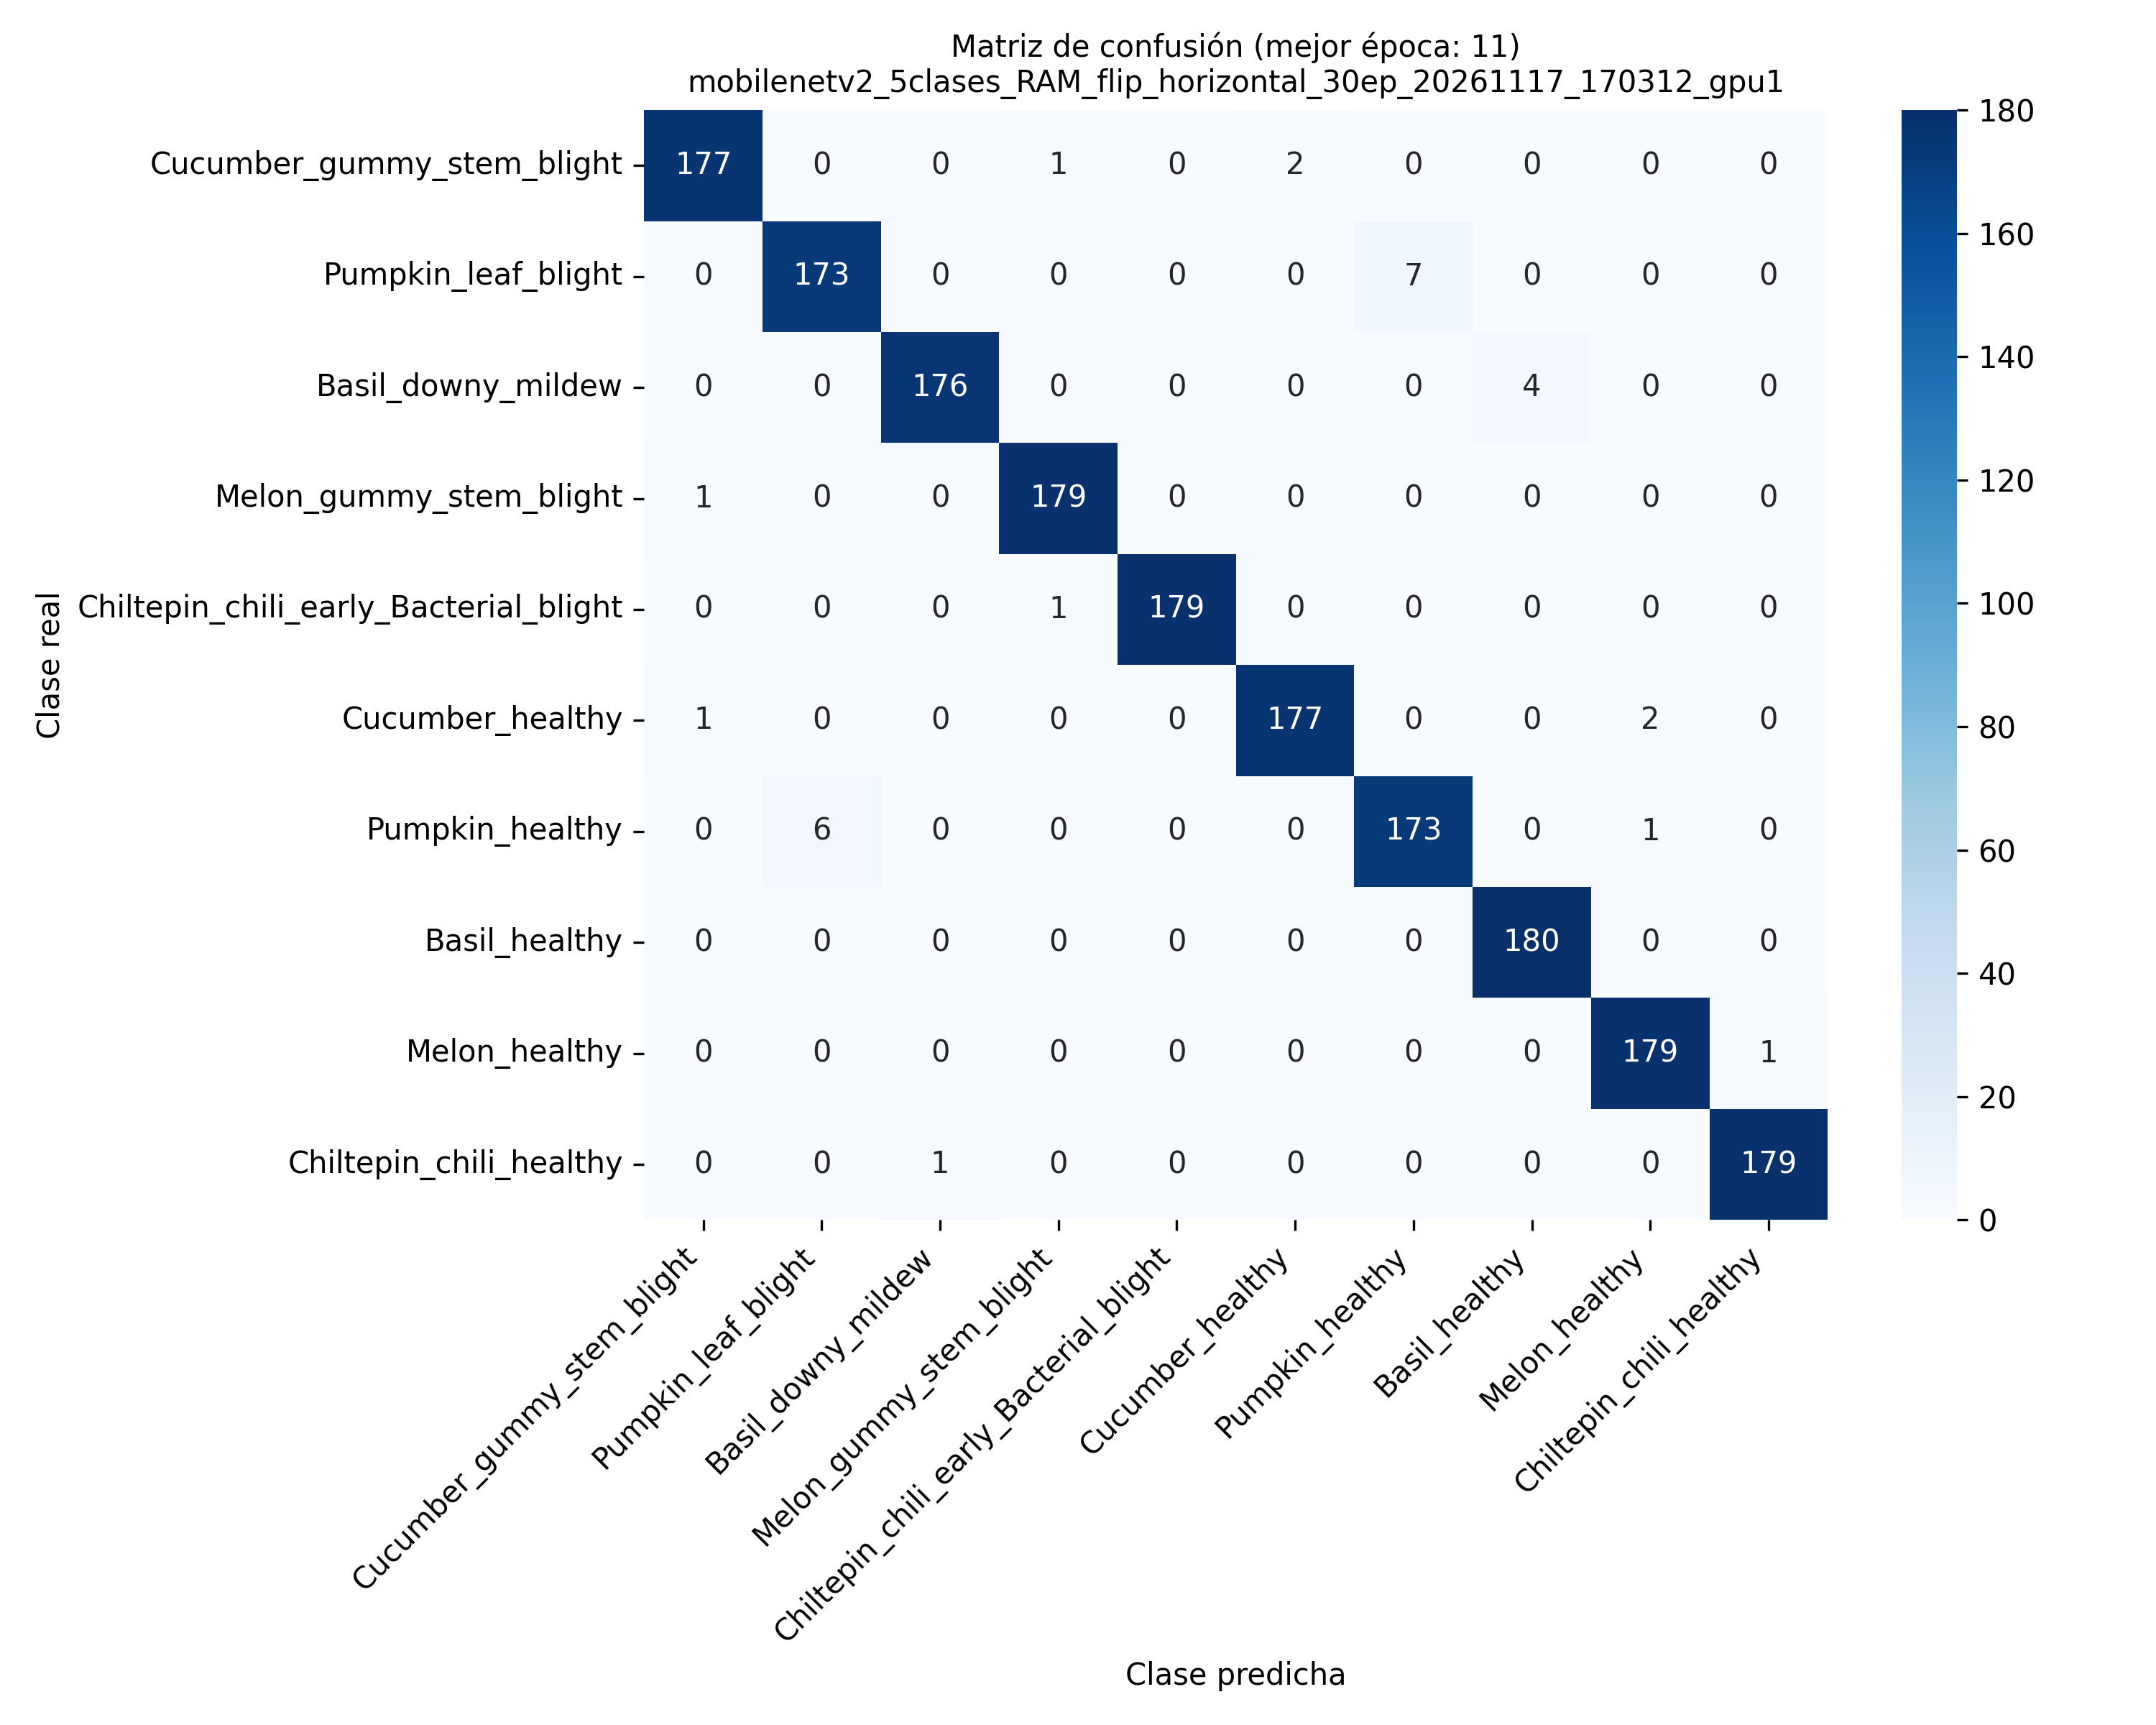 Matriz de confusión (mejor época: 11)
mobilenetv2_5clases_RAM_flip_horizontal_30ep_20261117_170312_gpu1
Clase real
Cucumber_gummy_stem_blight 177 0 0 1 0 2 0 0 0 0
Pumpkin_leaf_blight 0 173 0 0 0 0 7 0 0 0
Basil_downy_mildew 0 0 176 0 0 0 0 4 0 0
Melon_gummy_stem_blight 1 0 0 179 0 0 0 0 0 0
Chiltepin_chili_early_Bacterial_blight 0 0 0 1 179 0 0 0 0 0
Cucumber_healthy 1 0 0 0 0 177 0 0 2 0
Pumpkin_healthy 0 6 0 0 0 0 173 0 1 0
Basil_healthy 0 0 0 0 0 0 0 180 0 0
Melon_healthy 0 0 0 0 0 0 0 0 179 1
Chiltepin_chili_healthy 0 0 1 0 0 0 0 0 0 179
Cucumber_gummy_stem_blight
Pumpkin_leaf_blight
Basil_downy_mildew
Melon_gummy_stem_blight
Chiltepin_chili_early_Bacterial_blight
Cucumber_healthy
Pumpkin_healthy
Basil_healthy
Melon_healthy
Chiltepin_chili_healthy
Clase predicha
180
160
140
120
100
80
60
40
20
0